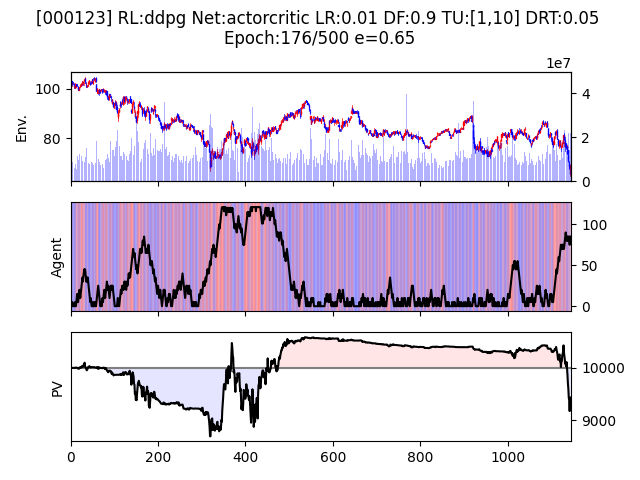 [000123] RL:ddpg Net:actorcritic LR:0.01 DF:0.9 TU:[1,10] DRT:0.05
Epoch:176/500 e=0.65
1e7
Env.
100
80
4
2
0
Agent
100
50
0
PV
10000
9000
0
200
400
600
800
1000